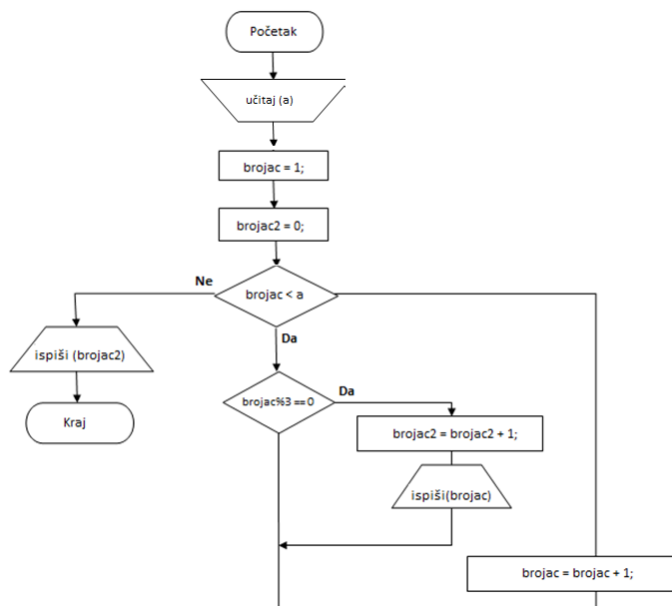 Početak
učitaj (a)
brojac = 1;
brojac2 = 0;
brojac < a
Ne
Da
ispiši (brojac2)
Kraj
brojac%3 == 0
Da
brojac2 = brojac2 + 1;
ispiši(brojac)
brojac = brojac + 1;